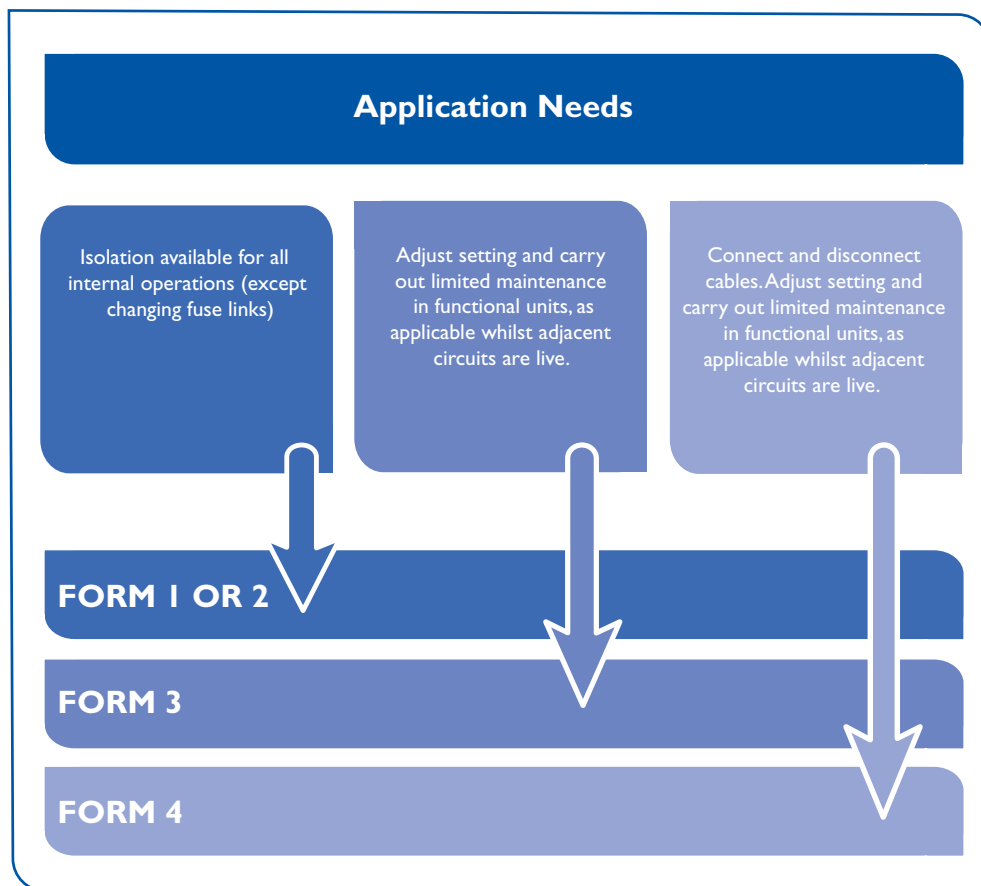 Application Needs
Isolation available for all
internal operations (except
changing fuse links)
Adjust setting and carry
out limited maintenance
in functional units, as
applicable whilst adjacent
circuits are live.
Connect and disconnect
cables. Adjust setting and
carry out limited maintenance
in functional units, as
applicable whilst adjacent
circuits are live.
FORM 1 OR 2
FORM 3
FORM 4